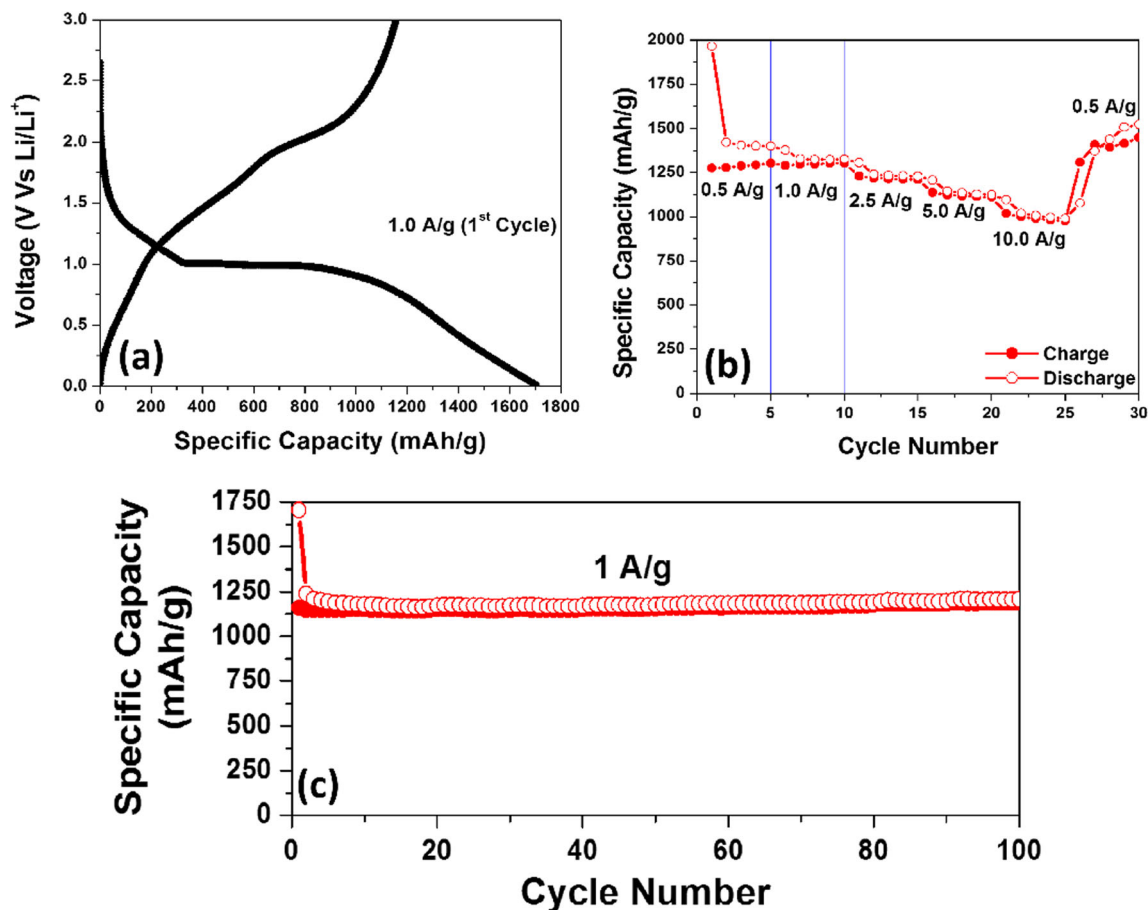 3.0
2.5
2.0
1.5
1.0
0.5
0.0
Voltage (V Vs Li/Li⁺)
1.0 A/g (1ˢᵗ Cycle)
(a)
0 200 400 600 800 1000 1200 1400 1600 1800
Specific Capacity (mAh/g)
2000
1750
1500
1250
1000
750
500
250
0
Specific Capacity (mAh/g)
0.5 A/g
0.5 A/g 1.0 A/g
2.5 A/g
5.0 A/g
10.0 A/g
Charge
Discharge
(b)
0 5 10 15 20 25 30
Cycle Number
1750
1500
1250
1000
750
500
250
0
Specific Capacity
(mAh/g)
1 A/g
(c)
0 20 40 60 80 100
Cycle Number